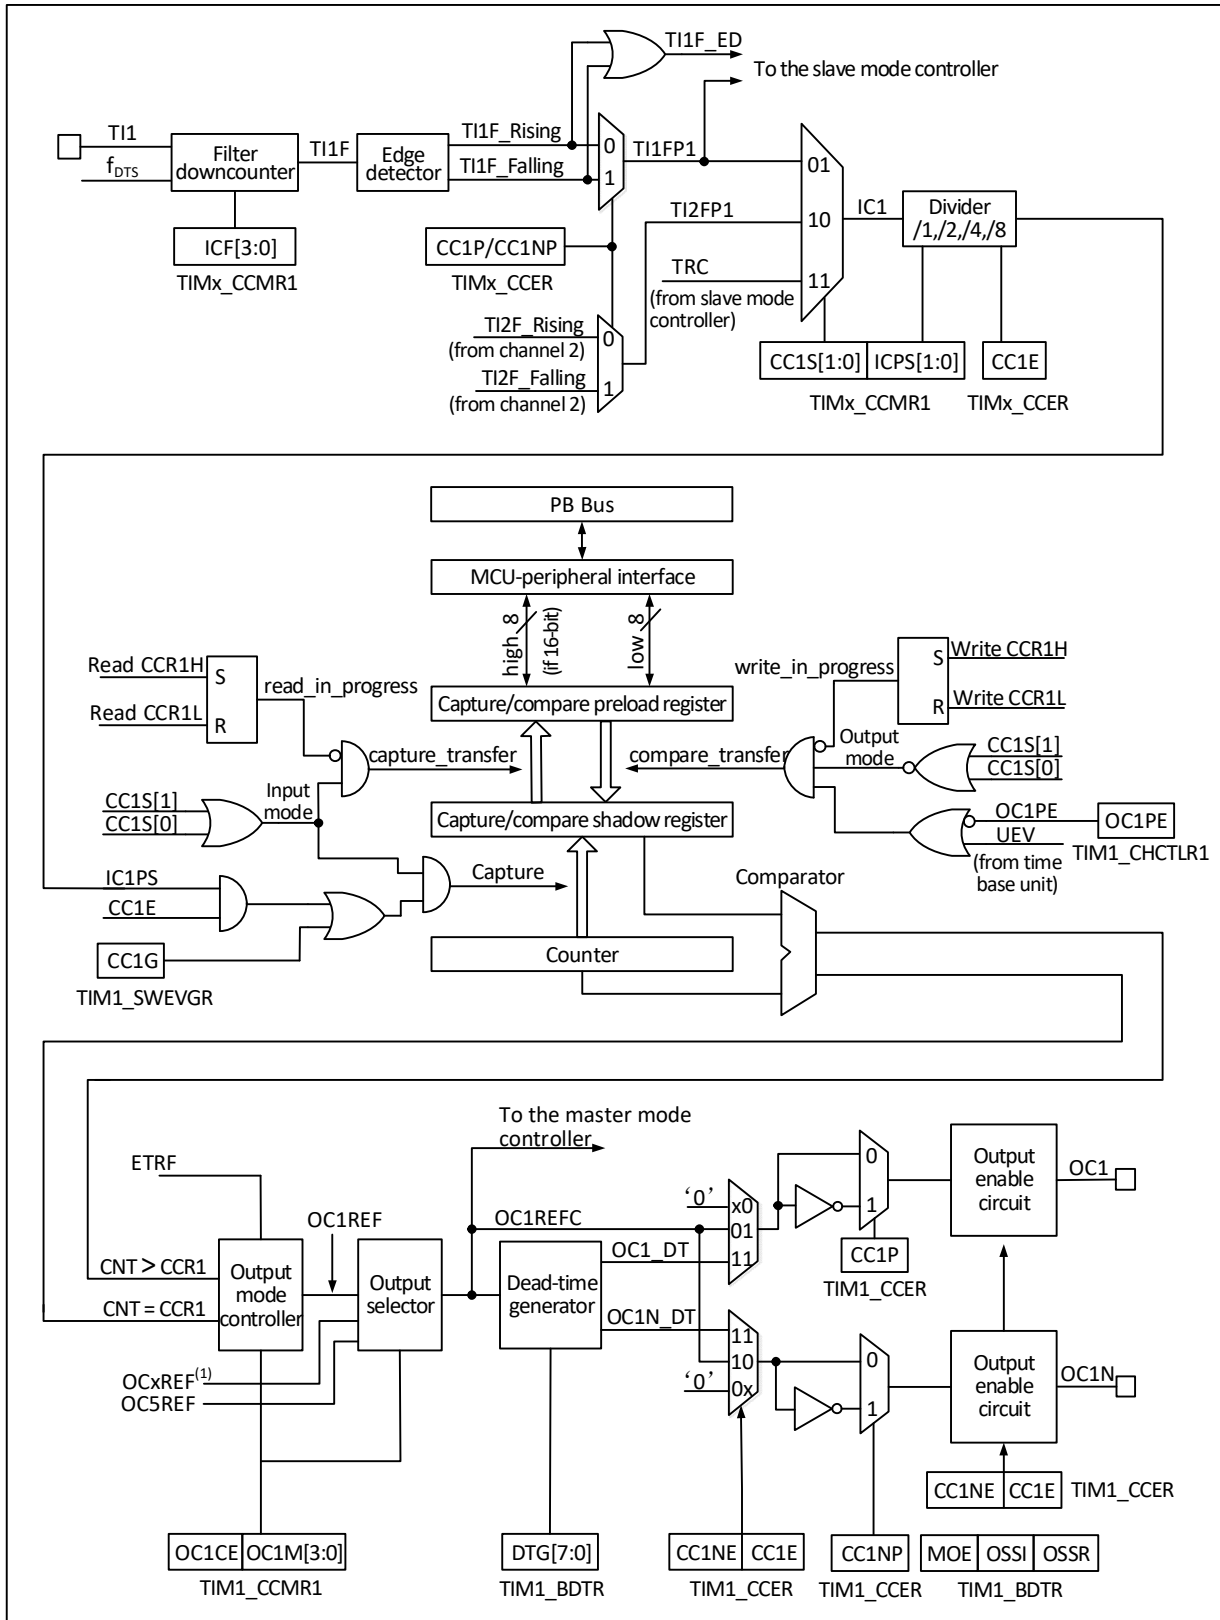 TI1F_ED
To the slave mode controller
TI1
fDTS
Filter
downcounter
TI1F
Edge
detector
TI1F_Rising
TI1F_Falling
0
1
TI1FP1
01
10
11
IC1
Divider
/1,/2,/4,/8
TI2FP1
ICF[3:0]
TIMx_CCMR1
CC1P/CC1NP
TIMx_CCER
TRC
(from slave mode
controller)
TI2F_Rising
(from channel 2)
TI2F_Falling
(from channel 2)
0
1
CC1S[1:0]
ICPS[1:0]
CC1E
TIMx_CCMR1
TIMx_CCER
PB Bus
MCU-peripheral interface
high
8
(if 16-bit)
low
8
Read CCR1H
Read CCR1L
S
R
read_in_progress
write_in_progress
S
R
Write CCR1H
Write CCR1L
Capture/compare preload register
capture_transfer
compare_transfer
Output
mode
CC1S[1]
CC1S[0]
CC1S[1]
CC1S[0]
Input
mode
Capture/compare shadow register
OC1PE
UEV
(from time
base unit)
OC1PE
TIM1_CHCTLR1
IC1PS
CC1E
Capture
Comparator
CC1G
TIM1_SWEVGR
Counter
To the master mode
controller
ETRF
OC1REF
CNT > CCR1
CNT = CCR1
Output
mode
controller
Output
selector
OCxREF(1)
OC5REF
OC1REFC
Dead-time
generator
OC1_DT
OC1N_DT
‘0’
x0
01
11
11
10
0x
‘0’
0
1
CC1P
TIM1_CCER
Output
enable
circuit
OC1
0
1
Output
enable
circuit
OC1N
CC1NE
CC1E
TIM1_CCER
OC1CE
OC1M[3:0]
TIM1_CCMR1
DTG[7:0]
TIM1_BDTR
CC1NE
CC1E
TIM1_CCER
CC1NP
TIM1_CCER
MOE
OSSI
OSSR
TIM1_BDTR